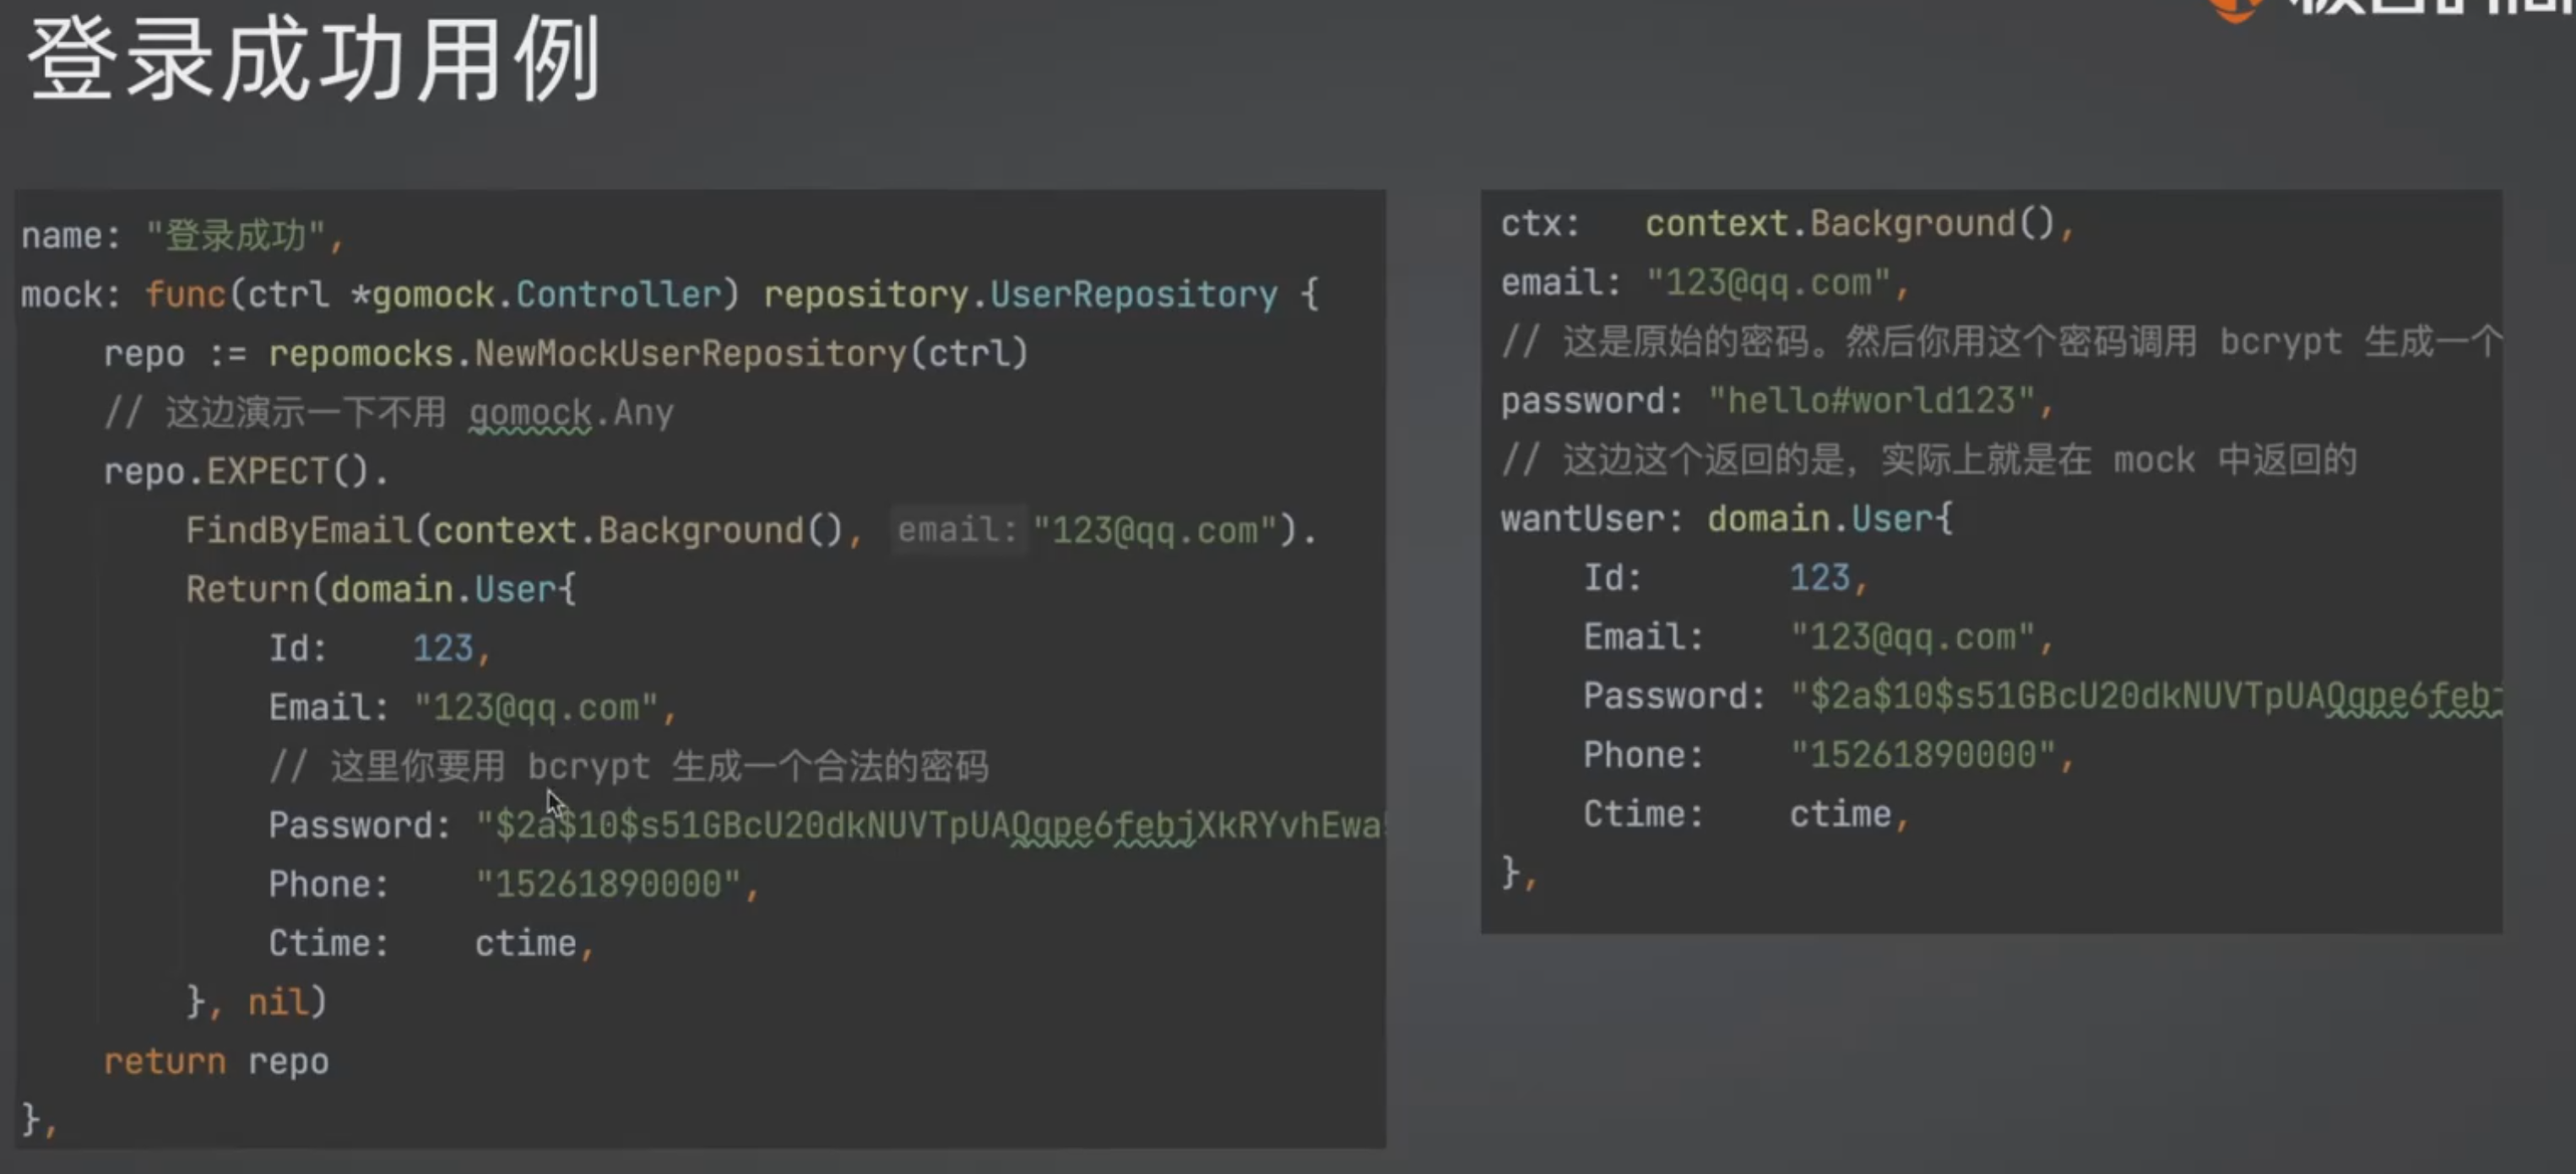 登录成功用例
name: "登录成功",
mock: func(ctrl *gomock.Controller) repository.UserRepository {
repo := repomocks.NewMockUserRepository(ctrl)
// 这边演示一下不用 gomock.Any
repo.EXPECT().
FindByEmail(context.Background(), email: "123@qq.com").
Return(domain.User{
Id: 123,
Email: "123@qq.com",
// 这里你要用 bcrypt 生成一个合法的密码
Password: "$2a$10$s51GBcU20dkNUVTpUAQqpe6febjXkRYvhEwa
Phone: "15261890000",
Ctime: ctime,
}, nil)
return repo
},
ctx: context.Background(),
email: "123@qq.com",
// 这是原始的密码。然后你用这个密码调用 bcrypt 生成一个
password: "hello#world123",
// 这边这个返回的是，实际上就是在 mock 中返回的
wantUser: domain.User{
Id: 123,
Email: "123@qq.com",
Password: "$2a$10$s51GBcU20dkNUVTpUAQqpe6feb
Phone: "15261890000",
Ctime: ctime,
},